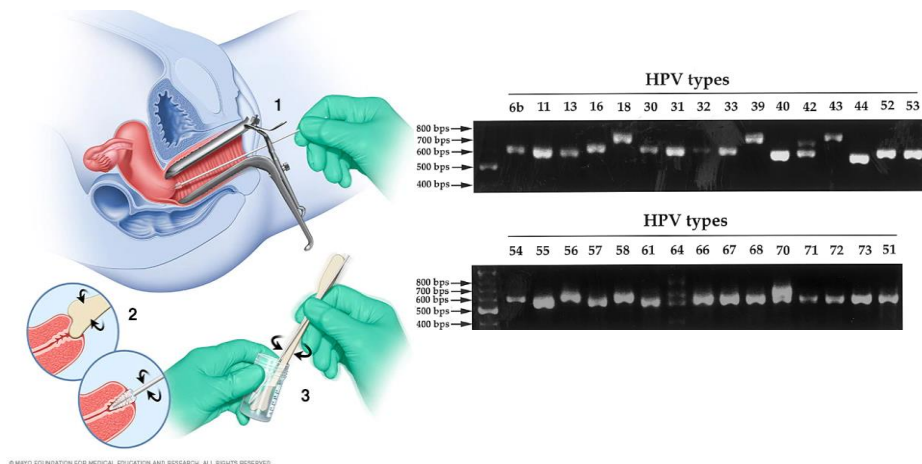 1
2
3
HPV types
6b 11 13 16 18 30 31 32 33 39 40 42 43 44 52 53
800 bps
700 bps
600 bps
500 bps
400 bps
HPV types
54 55 56 57 58 61 64 66 67 68 70 71 72 73 51
800 bps
700 bps
600 bps
500 bps
400 bps
© MAYO FOUNDATION FOR MEDICAL EDUCATION AND RESEARCH. ALL RIGHTS RESERVED.